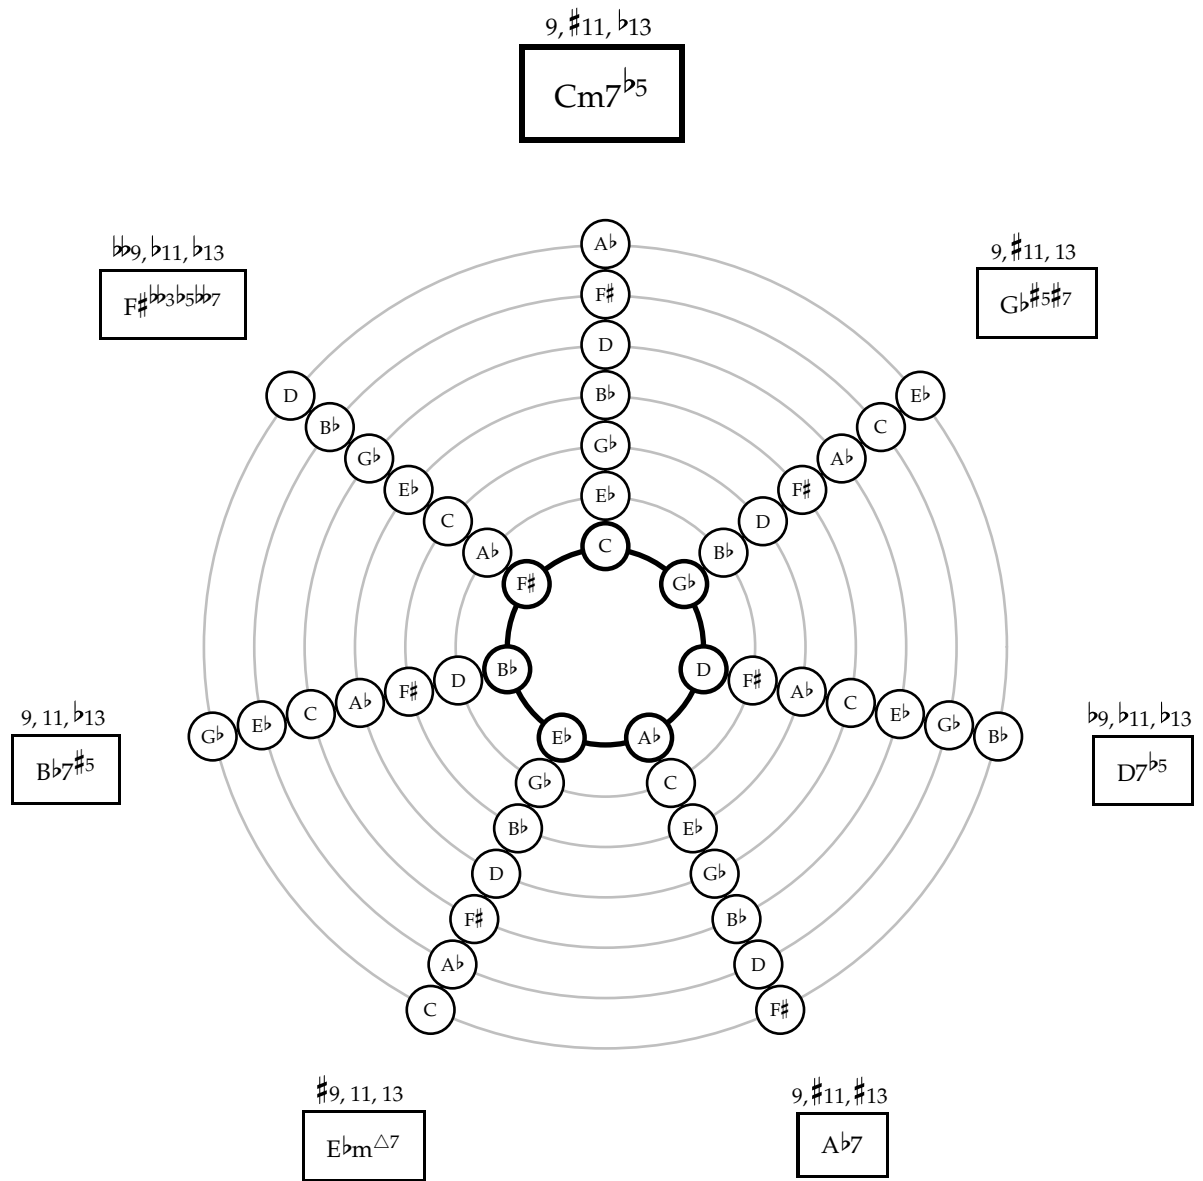 9, ♯11, ♭13
Cm7♭5
♭♭9, ♭11, ♭13
F♯♭♭3♭5♭♭7
9, ♯11, 13
G♭♯5♯7
A♭
F♯
D
B♭
G♭
E♭
C
D
B♭
G♭
E♭
C
A♭
F♯
E♭
C
A♭
F♯
D
B♭
G♭
9, 11, ♭13
B♭7♯5
G♭
E♭
C
A♭
F♯
D
B♭
D
F♯
A♭
C
E♭
G♭
B♭
♭9, ♭11, ♭13
D7♭5
E♭
G♭
B♭
D
F♯
A♭
C
A♭
C
E♭
G♭
B♭
D
F♯
♯9, 11, 13
E♭m△7
9, ♯11, ♯13
A♭7